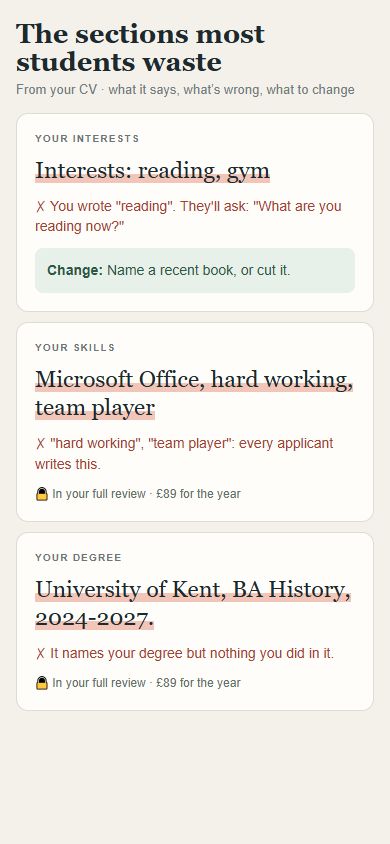 The sections most
students waste
From your CV · what it says, what's wrong, what to change
YOUR INTERESTS
Interests: reading, gym
✗ You wrote "reading". They'll ask: "What are you
reading now?"
Change: Name a recent book, or cut it.
YOUR SKILLS
Microsoft Office, hard working,
team player
✗ "hard working", "team player": every applicant
writes this.
🔒 In your full review · £89 for the year
YOUR DEGREE
University of Kent, BA History,
2024-2027.
✗ It names your degree but nothing you did in it.
🔒 In your full review · £89 for the year